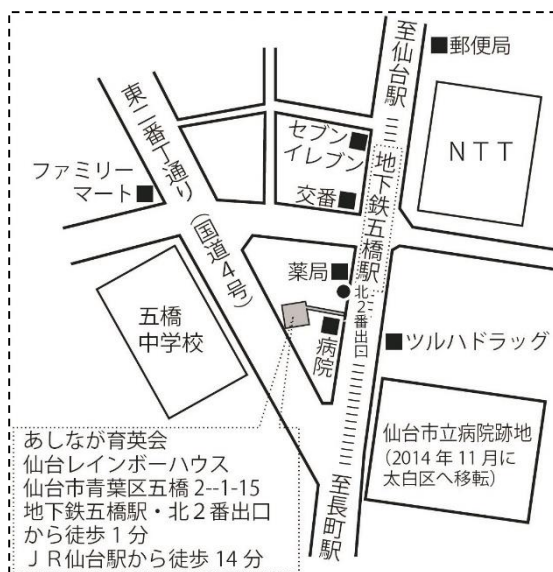 至仙台駅
郵便局
NTT
東二番丁通り(国道4号)
ファミリー
マート
セブン
イレブン
交番
地下鉄五橋駅
薬局
北2番出口
病院
ツルハドラッグ
五橋
中学校
仙台市立病院跡地
(2014年11月に
太白区へ移転)
至長町駅
あしなが育英会
仙台レインボーハウス
仙台市青葉区五橋2--1-15
地下鉄五橋駅・北2番出口
から徒歩1分
JR仙台駅から徒歩14分